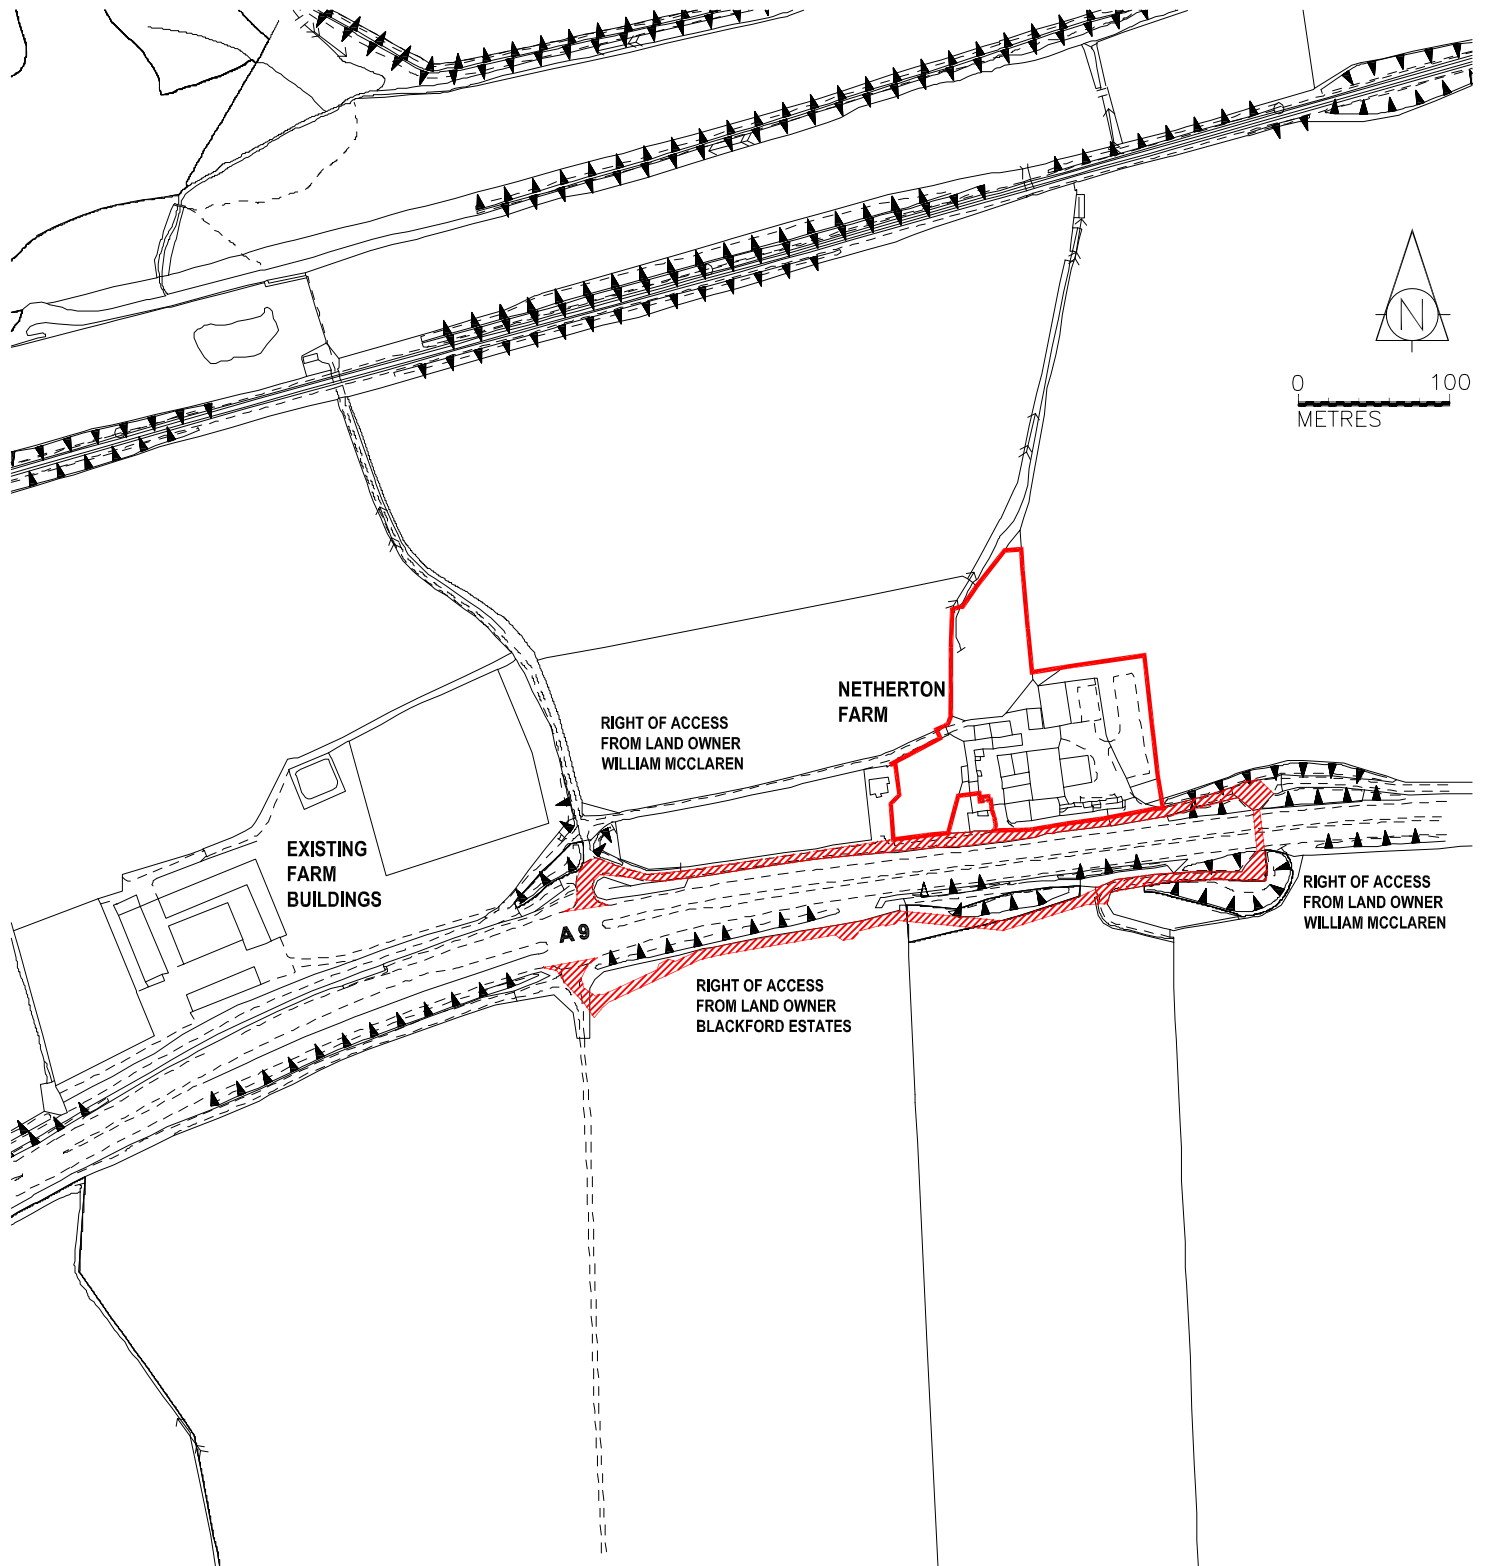 N
0 100
METRES
NETHERTON
FARM
RIGHT OF ACCESS
FROM LAND OWNER
WILLIAM MCCLAREN
EXISTING
FARM
BUILDINGS
A 9
RIGHT OF ACCESS
FROM LAND OWNER
WILLIAM MCCLAREN
RIGHT OF ACCESS
FROM LAND OWNER
BLACKFORD ESTATES